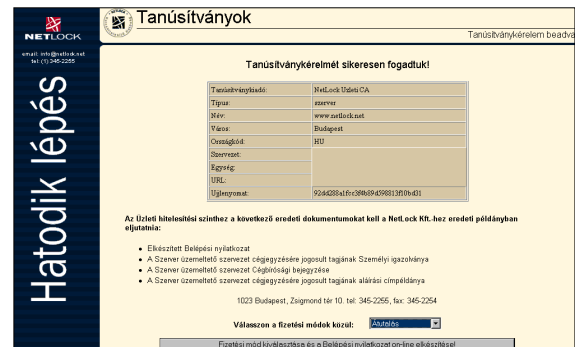 NETLOCK
email: info@netlock.net
tel: (1) 345-2255
Hatodik lépés
Tanúsítványok
Tanúsítványkérelem beadva
Tanúsítványkérelmét sikeresen fogadtuk!
Tanúsítványkiadó: NetLock Uzleti CA
Típus: szerver
Név: www.netlock.net
Város: Budapest
Országkód: HU
Szervezet:
Egység:
URL:
Ujjlenyomat:
Az Üzleti hitelesítési szinthez a következő eredeti dokumentumokat kell a NetLock Kft.-hez eredeti példányban
eljutatnia:
Elkészített Belépési nyilatkozat
A Szerver üzemeltető szervezet cégjegyzésére jogosult tagjának Személyi igazolványa
A Szerver üzemeltető szervezet Cégbírósági bejegyzése
A Szerver üzemeltető szervezet cégjegyzésére jogosult tagjának aláírási címpéldánya
1023 Budapest, Zsigmond tér 10. tel: 345-2255, fax: 345-2254
Válasszon a fizetési módok közül: Átutalás
Fizetési mód kiválasztása és a Belépési nyilatkozat on-line elkészítése!